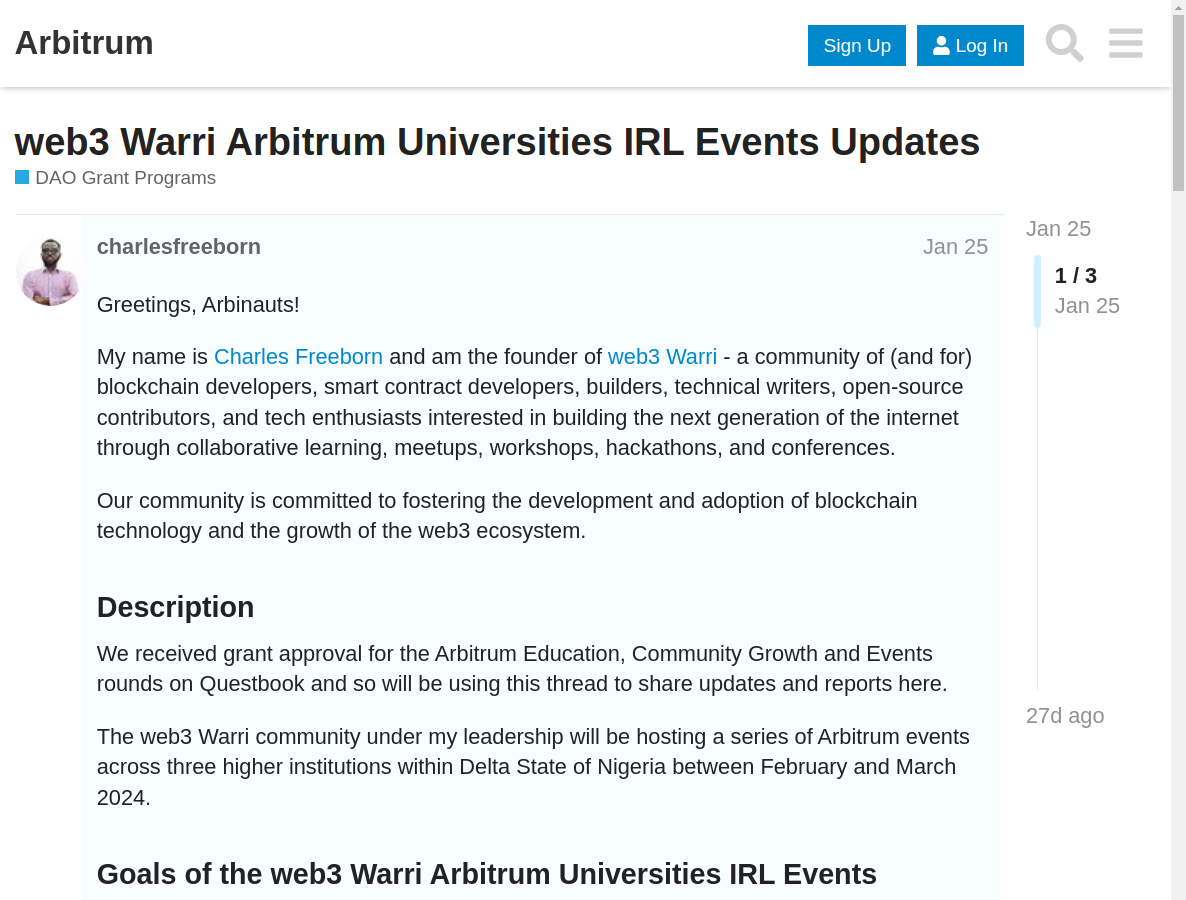 Arbitrum
Sign Up
Log In
web3 Warri Arbitrum Universities IRL Events Updates
DAO Grant Programs
charlesfreeborn
Jan 25
Greetings, Arbinauts!
My name is Charles Freeborn and am the founder of web3 Warri - a community of (and for)
blockchain developers, smart contract developers, builders, technical writers, open-source
contributors, and tech enthusiasts interested in building the next generation of the internet
through collaborative learning, meetups, workshops, hackathons, and conferences.
Our community is committed to fostering the development and adoption of blockchain
technology and the growth of the web3 ecosystem.
Description
We received grant approval for the Arbitrum Education, Community Growth and Events
rounds on Questbook and so will be using this thread to share updates and reports here.
The web3 Warri community under my leadership will be hosting a series of Arbitrum events
across three higher institutions within Delta State of Nigeria between February and March
2024.
Goals of the web3 Warri Arbitrum Universities IRL Events
Jan 25
1 / 3
Jan 25
27d ago